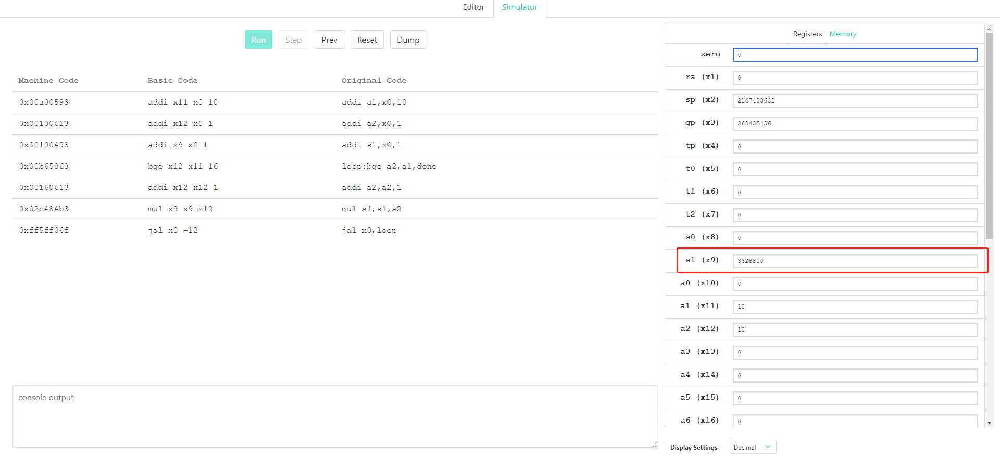 Editor Simulator
Run Step Prev Reset Dump
Machine Code Basic Code Original Code
0x00a00593 addi x11 x0 10 addi a1,x0,10
0x00100613 addi x12 x0 1 addi a2,x0,1
0x00100493 addi x9 x0 1 addi s1,x0,1
0x00b65863 bge x12 x11 16 loop:bge a2,a1,done
0x00160613 addi x12 x12 1 addi a2,a2,1
0x02c484b3 mul x9 x9 x12 mul s1,s1,a2
0xff5ff06f jal x0 -12 jal x0,loop
console output
Registers Memory
zero 0
ra (x1) 0
sp (x2) 2147483632
gp (x3) 268435456
tp (x4) 0
t0 (x5) 0
t1 (x6) 0
t2 (x7) 0
s0 (x8) 0
s1 (x9) 3628800
a0 (x10) 0
a1 (x11) 10
a2 (x12) 10
a3 (x13) 0
a4 (x14) 0
a5 (x15) 0
a6 (x16) 0
Display Settings Decimal